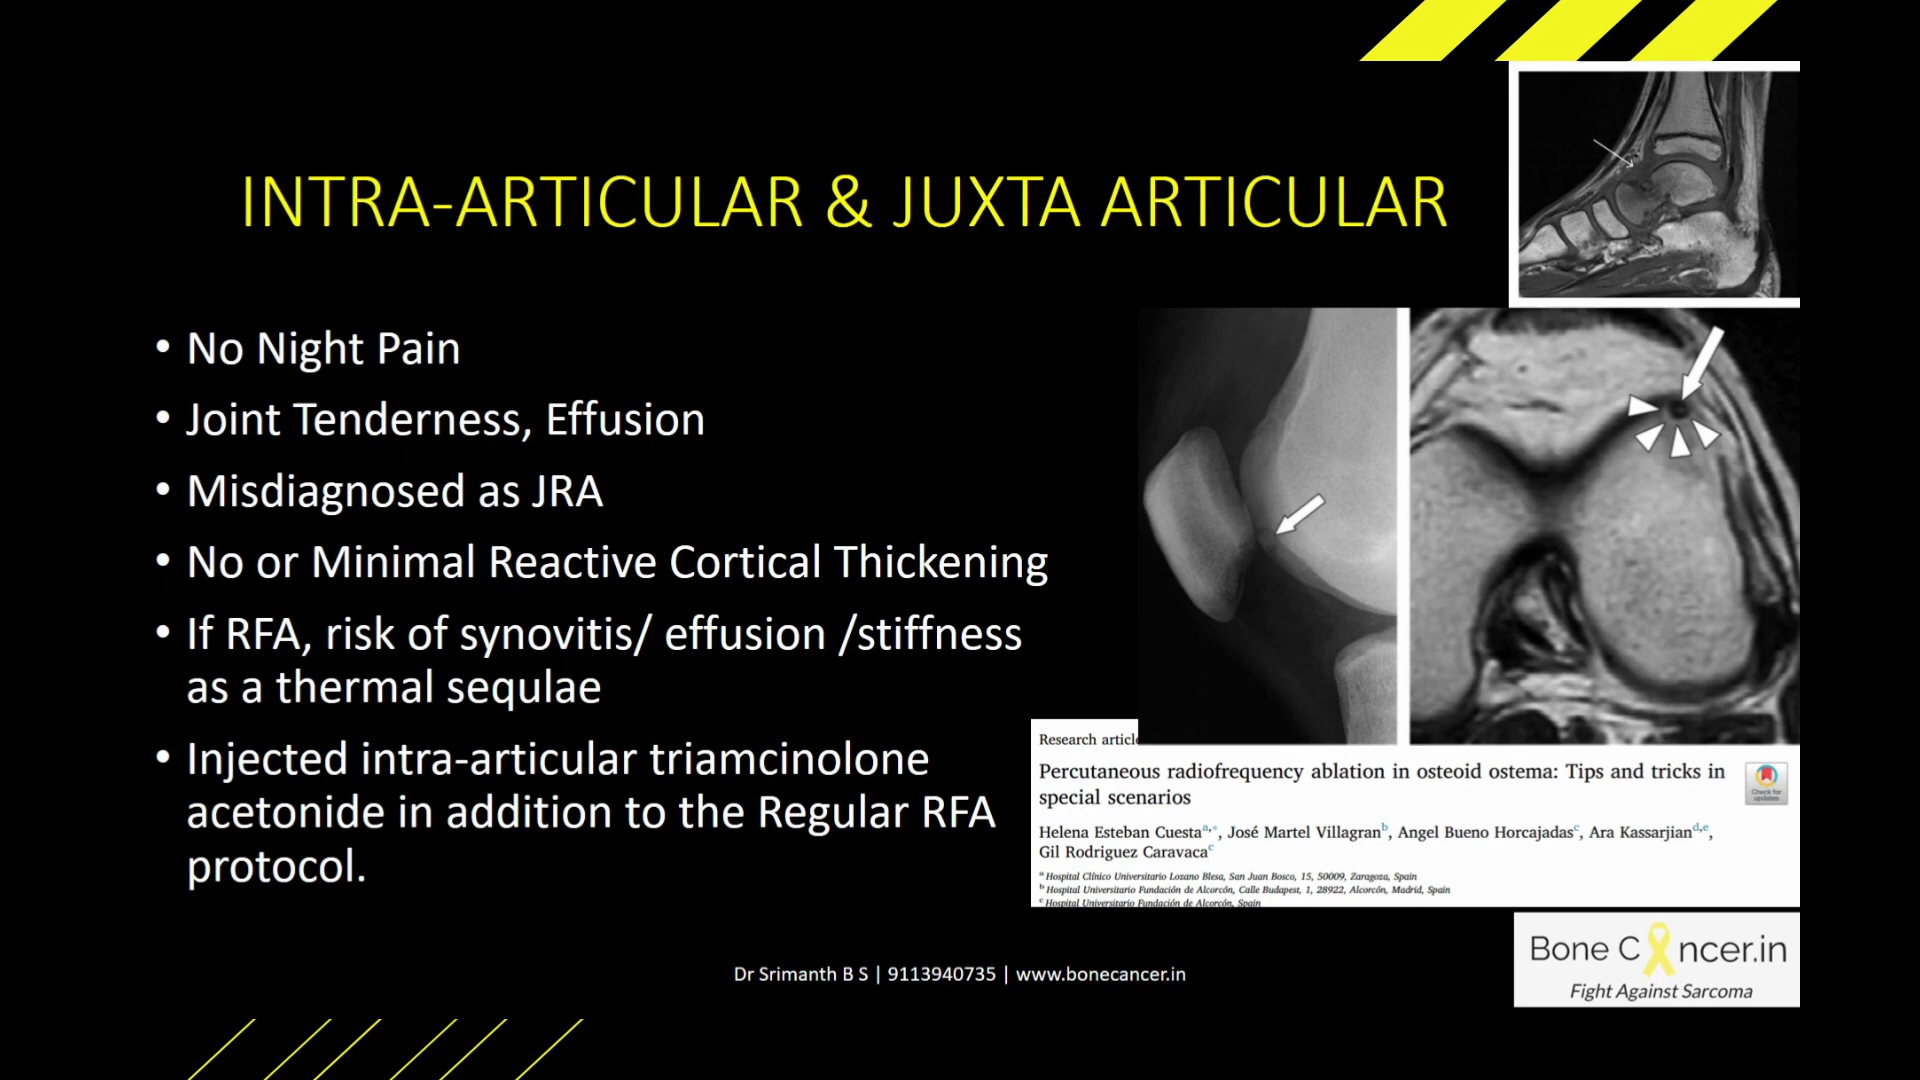 INTRA-ARTICULAR & JUXTA ARTICULAR
• No Night Pain
• Joint Tenderness, Effusion
• Misdiagnosed as JRA
• No or Minimal Reactive Cortical Thickening
• If RFA, risk of synovitis/ effusion /stiffness
as a thermal sequlae
• Injected intra-articular triamcinolone
acetonide in addition to the Regular RFA
protocol.
Research article
Percutaneous radiofrequency ablation in osteoid ostema: Tips and tricks in
special scenarios
Check for
updates
Helena Esteban Cuesta a,*, José Martel Villagran b, Angel Bueno Horcajadas c, Ara Kassarjian d,e,
Gil Rodriguez Caravaca c
a Hospital Clínico Universitario Lozano Blesa, San Juan Bosco, 15, 50009, Zaragoza, Spain
b Hospital Universitario Fundación de Alcorcón, Calle Budapest, 1, 28922, Alcorcón, Madrid, Spain
c Hospital Universitario Fundación de Alcorcón, Spain
Dr Srimanth B S | 9113940735 | www.bonecancer.in
Bone C ncer.in
Fight Against Sarcoma